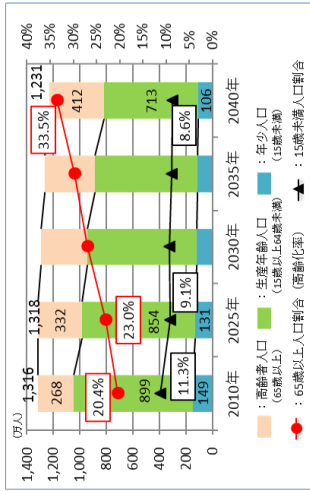 (万人)
1,400
1,200
1,000
800
600
400
200
0
40%
35%
30%
25%
20%
15%
10%
5%
0%
1,316
1,318
1,231
268
332
412
20.4%
23.0%
33.5%
899
854
713
11.3%
9.1%
8.6%
149
131
106
2010年
2025年
2030年
2035年
2040年
：高齢者人口
（65歳以上）
：生産年齢人口
（15歳以上64歳未満）
：年少人口
（15歳未満）
：65歳以上人口割合（高齢化率）
：15歳未満人口割合